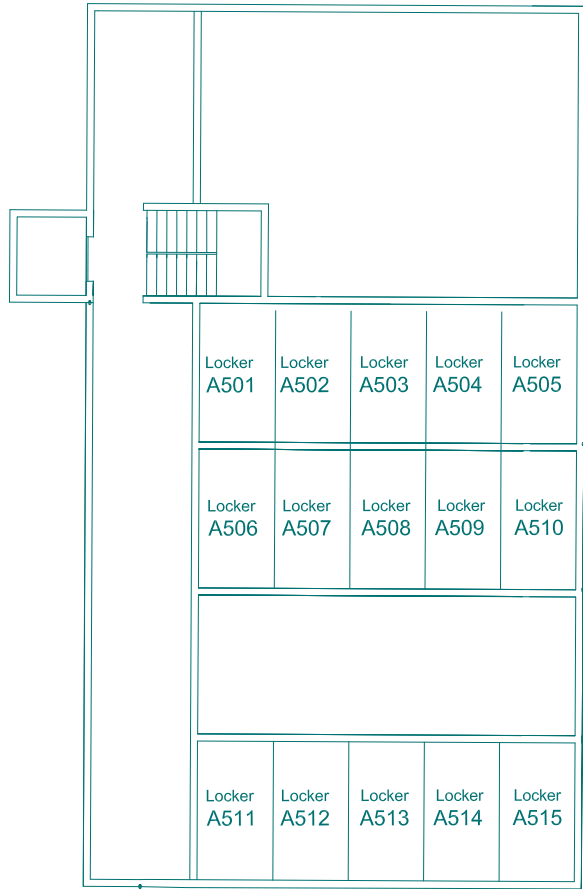 Locker
A501
Locker
A502
Locker
A503
Locker
A504
Locker
A505
Locker
A506
Locker
A507
Locker
A508
Locker
A509
Locker
A510
Locker
A511
Locker
A512
Locker
A513
Locker
A514
Locker
A515